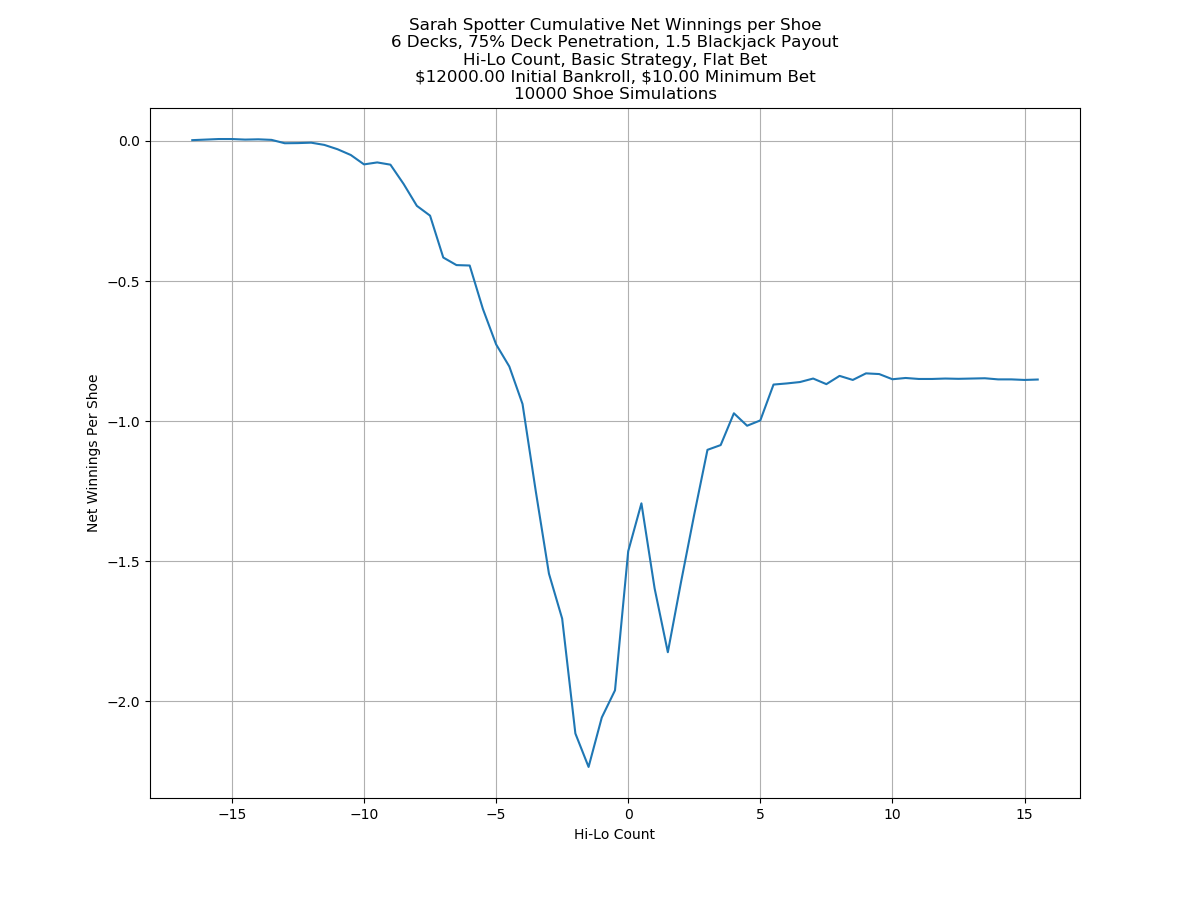 Sarah Spotter Cumulative Net Winnings per Shoe
6 Decks, 75% Deck Penetration, 1.5 Blackjack Payout
Hi-Lo Count, Basic Strategy, Flat Bet
$12000.00 Initial Bankroll, $10.00 Minimum Bet
10000 Shoe Simulations
Net Winnings Per Shoe
0.0
−0.5
−1.0
−1.5
−2.0
−15
−10
−5
0
5
10
15
Hi-Lo Count